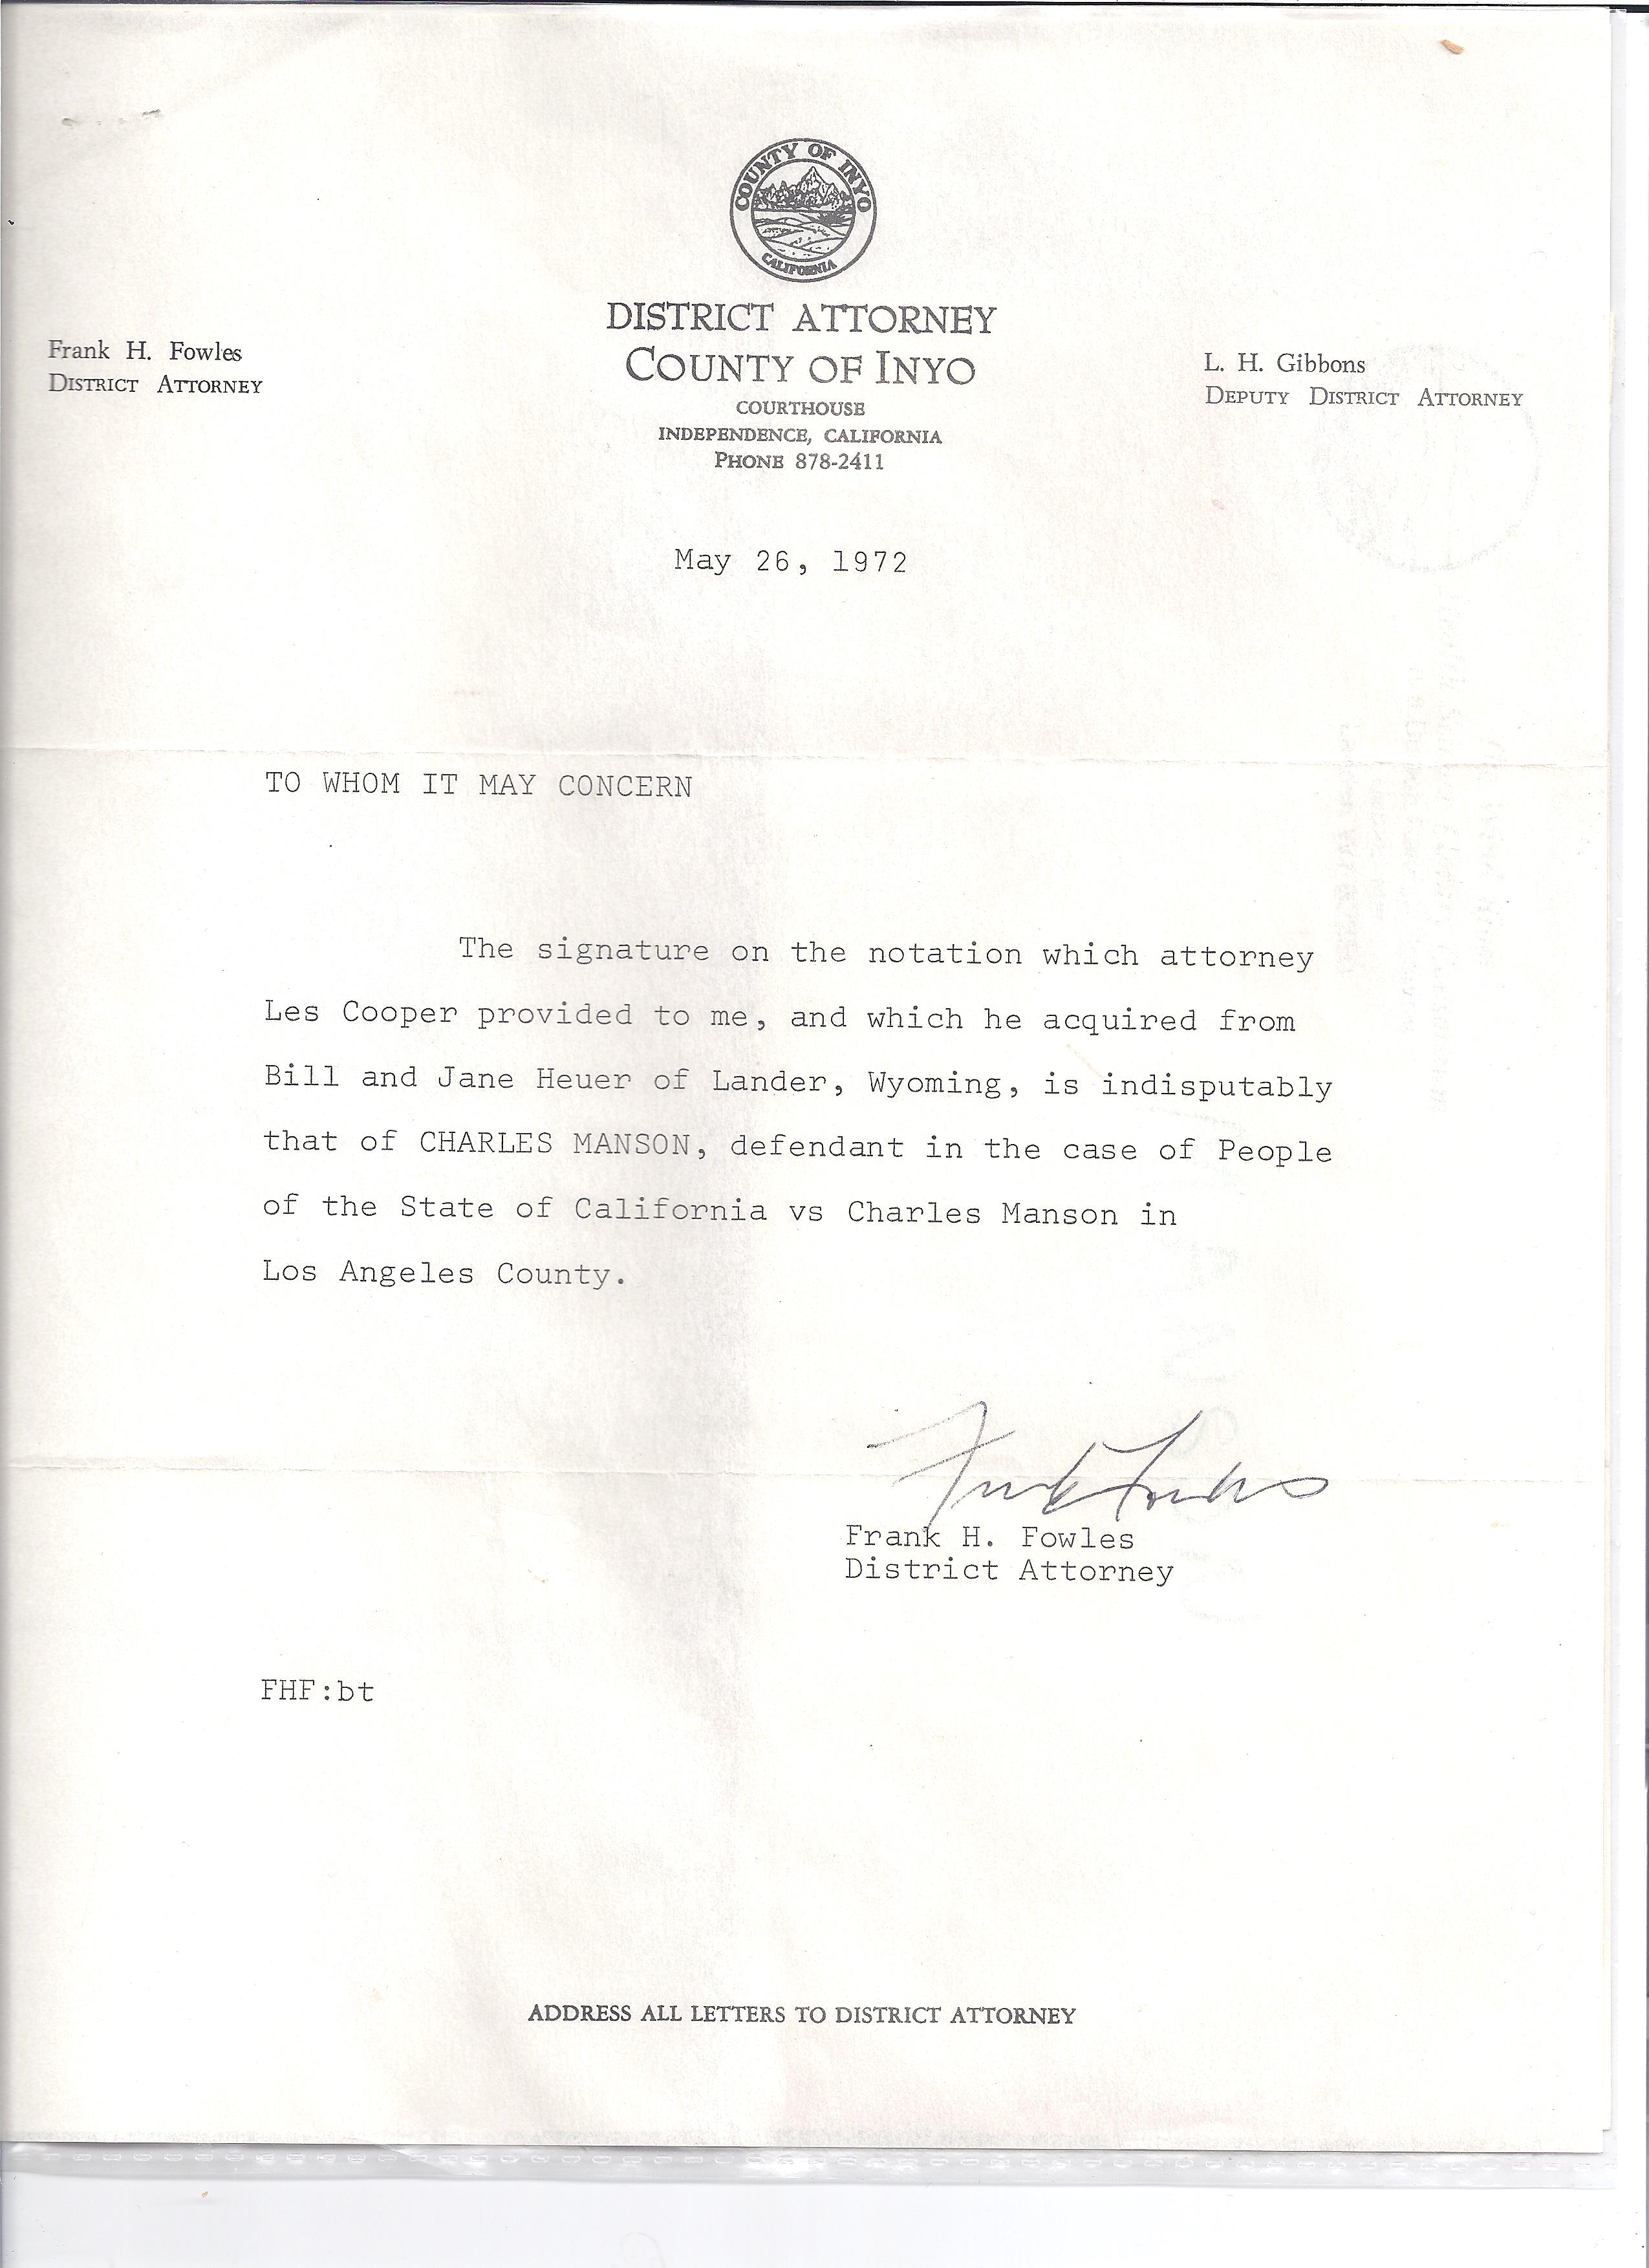 COUNTY OF INYO
CALIFORNIA
DISTRICT ATTORNEY
COUNTY OF INYO
COURTHOUSE
INDEPENDENCE, CALIFORNIA
PHONE 878-2411
Frank H. Fowles
DISTRICT ATTORNEY
L. H. Gibbons
DEPUTY DISTRICT ATTORNEY
May 26, 1972
TO WHOM IT MAY CONCERN
The signature on the notation which attorney
Les Cooper provided to me, and which he acquired from
Bill and Jane Heuer of Lander, Wyoming, is indisputably
that of CHARLES MANSON, defendant in the case of People
of the State of California vs Charles Manson in
Los Angeles County.
Frank Fowles
Frank H. Fowles
District Attorney
FHF:bt
ADDRESS ALL LETTERS TO DISTRICT ATTORNEY